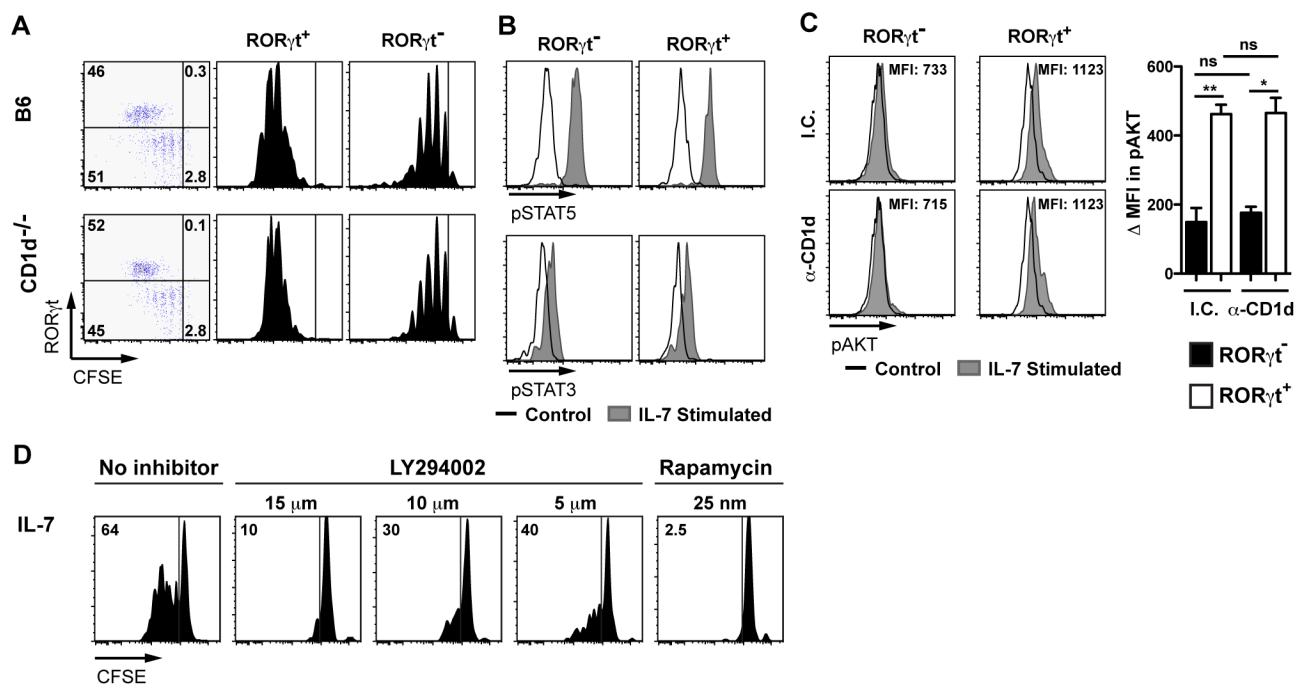 A
RORγt⁺
RORγt⁻
B6
46
0.3
51
2.8
CD1d⁻/⁻
52
0.1
45
2.8
RORγt
CFSE
B
RORγt⁻
RORγt⁺
pSTAT5
pSTAT3
Control
IL-7 Stimulated
C
RORγt⁻
RORγt⁺
I.C.
MFI: 733
MFI: 1123
α-CD1d
MFI: 715
MFI: 1123
pAKT
Control
IL-7 Stimulated
ns
ns
**
*
Δ MFI in pAKT
600
400
200
0
I.C.
α-CD1d
RORγt⁻
RORγt⁺
D
No inhibitor
LY294002
Rapamycin
15 μm
10 μm
5 μm
25 nm
IL-7
64
10
30
40
2.5
CFSE